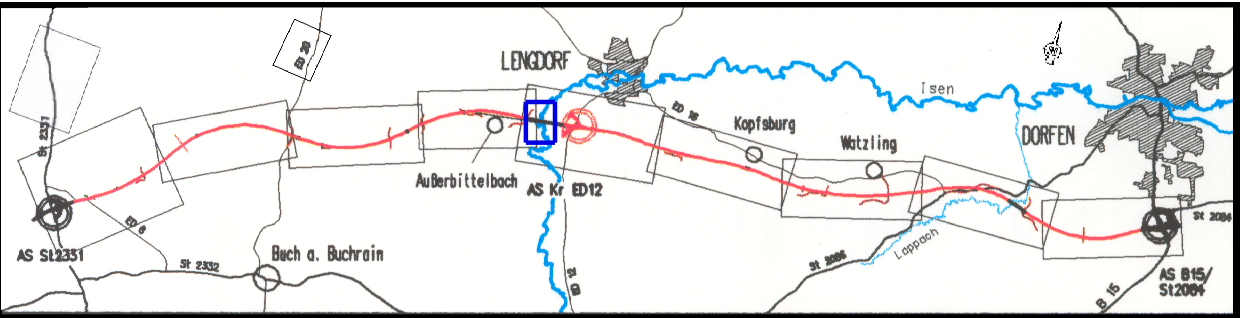 ED 20
LENGDORF
St 2331
Isen
ED 16
Kopfsburg
DORFEN
Watzling
Außerbittelbach
AS Kr ED12
ED 6
St 2084
AS St2331
Buch a. Buchrain
Lappach
St 2332
St 2086
AS B15/
St2084
ED 12
B 15